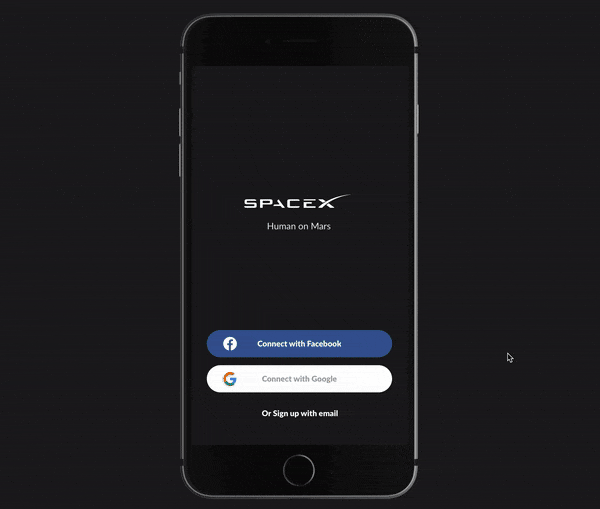 SPACEX
Human on Mars
Connect with Facebook
Connect with Google
Or Sign up with email